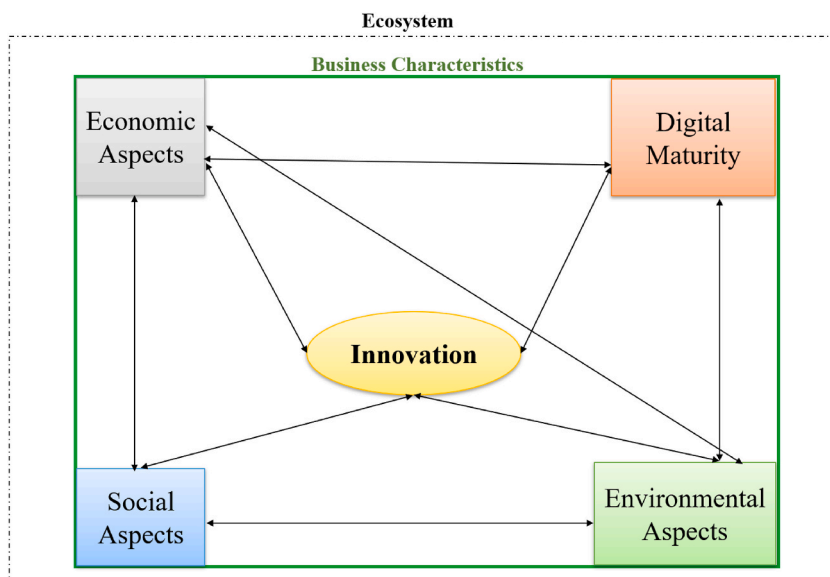 Ecosystem
Business Characteristics
Economic
Aspects
Digital
Maturity
Innovation
Social
Aspects
Environmental
Aspects